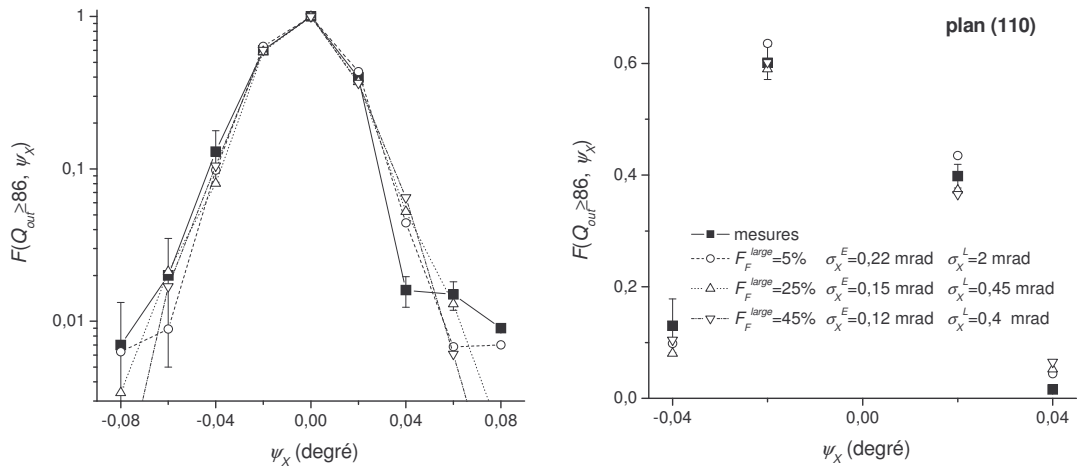 1
0,1
0,01
F(Q_out≥86, ψ_X)
-0,08 -0,04 0,00 0,04 0,08
ψ_X (degré)
plan (110)
0,6
0,4
0,2
0,0
F(Q_out≥86, ψ_X)
mesures
F_F^large=5% σ_X^E=0,22 mrad σ_X^L=2 mrad
F_F^large=25% σ_X^E=0,15 mrad σ_X^L=0,45 mrad
F_F^large=45% σ_X^E=0,12 mrad σ_X^L=0,4 mrad
-0,04 0,00 0,04
ψ_X (degré)